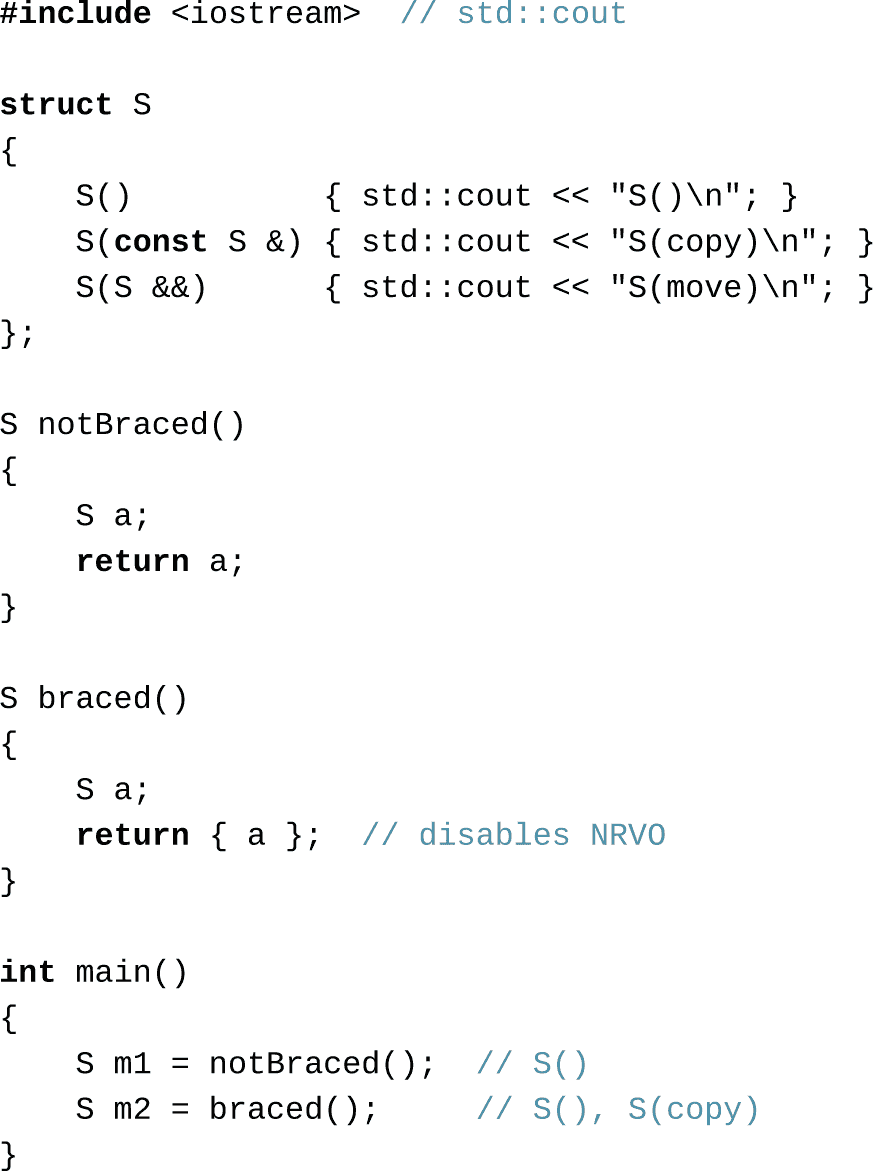 #include <iostream>  // std::cout

struct S
{
    S()          { std::cout << "S()\n"; }
    S(const S &) { std::cout << "S(copy)\n"; }
    S(S &&)      { std::cout << "S(move)\n"; }
};

S notBraced()
{
    S a;
    return a;
}

S braced()
{
    S a;
    return { a };  // disables NRVO
}

int main()
{
    S m1 = notBraced();  // S()
    S m2 = braced();     // S(), S(copy)
}